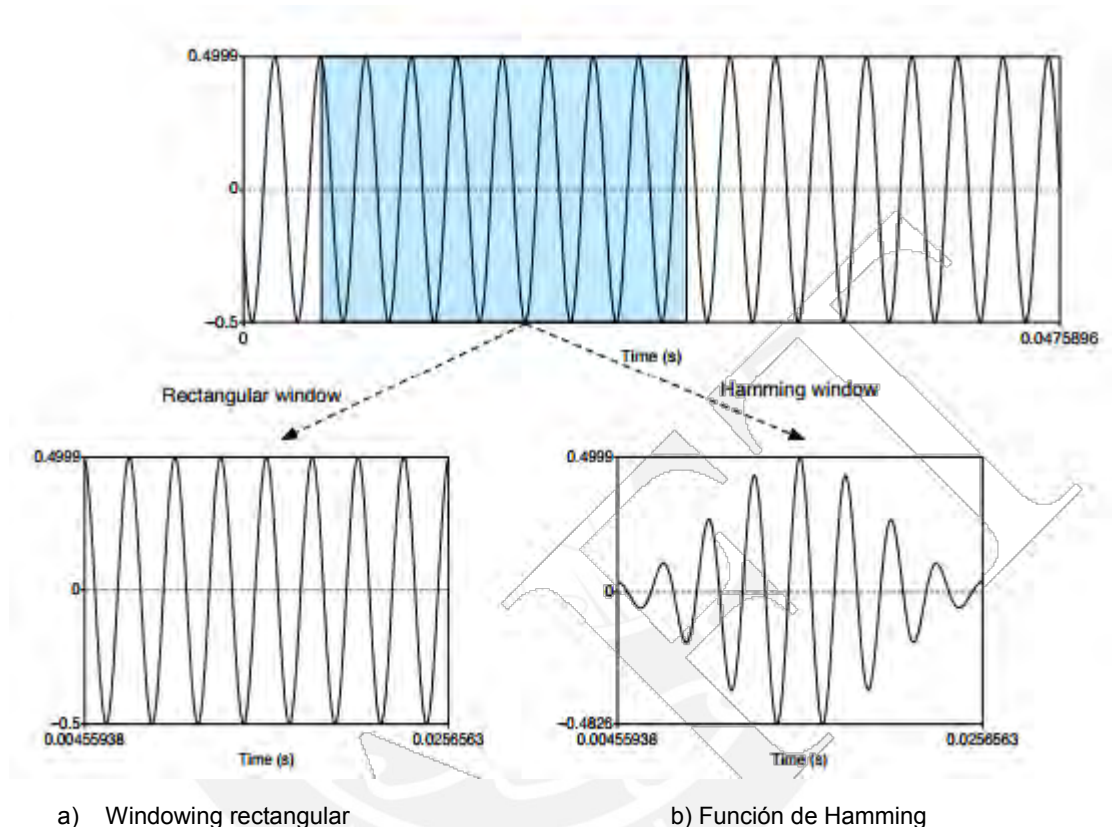 0.4999
0
–0.5
0
0.0475896
Time (s)
Rectangular window
Hamming window
0.4999
0
–0.5
0.00455938
0.0256563
Time (s)
0.4999
0
–0.4826
0.00455938
0.0256563
Time (s)
a) Windowing rectangular
b) Función de Hamming